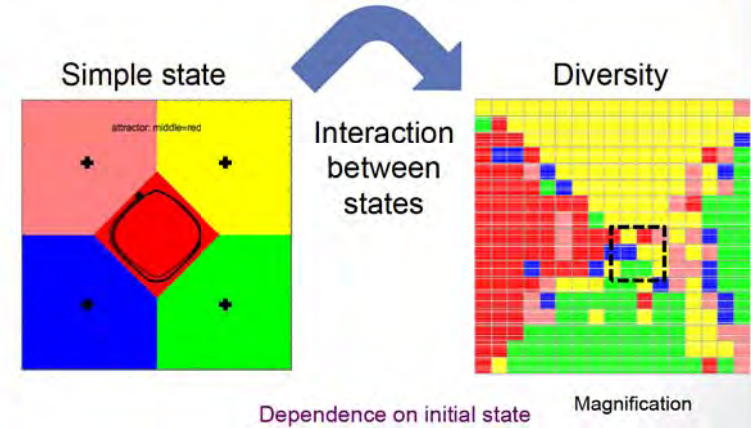 Simple state
Diversity
attractor: middle=red
Interaction
between
states
Dependence on initial state
Magnification